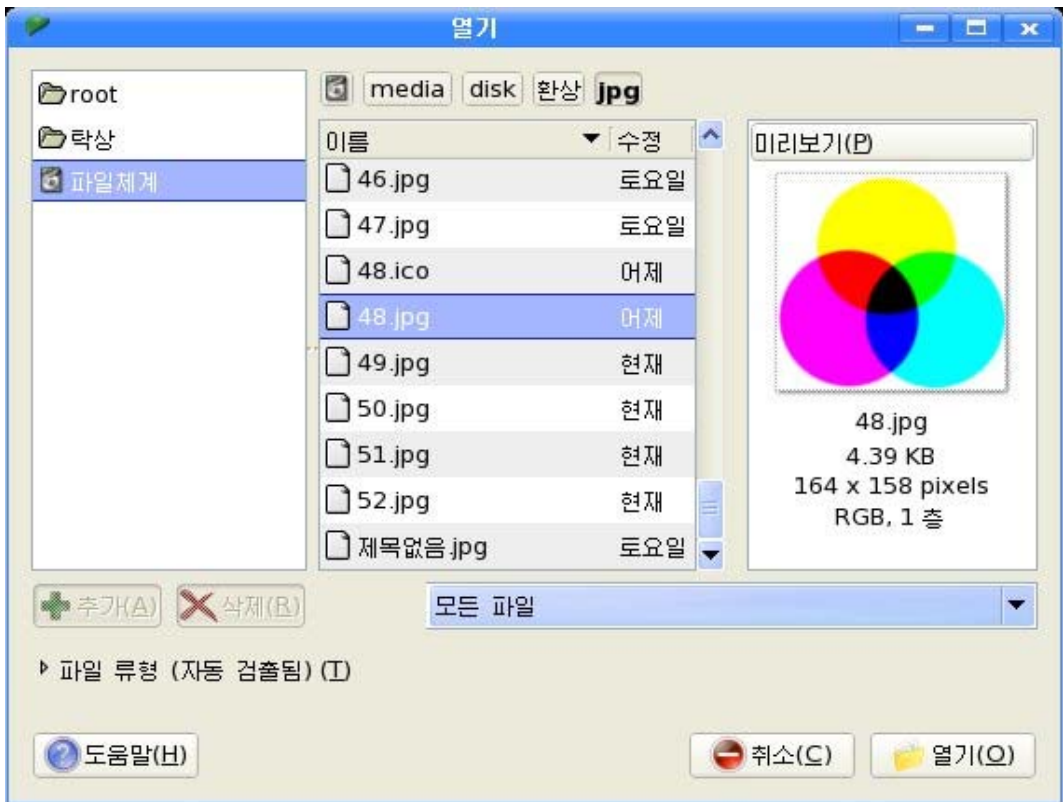 열기
root
탁상
파일체계
media disk 환상 jpg
이름 수정
46.jpg 토요일
47.jpg 토요일
48.ico 어제
48.jpg 어제
49.jpg 현재
50.jpg 현재
51.jpg 현재
52.jpg 현재
제목없음.jpg 토요일
미리보기(P)
48.jpg
4.39 KB
164 x 158 pixels
RGB, 1 층
추가(A) 삭제(R)
모든 파일
파일 류형 (자동 검출됨) (T)
도움말(H)
취소(C) 열기(O)